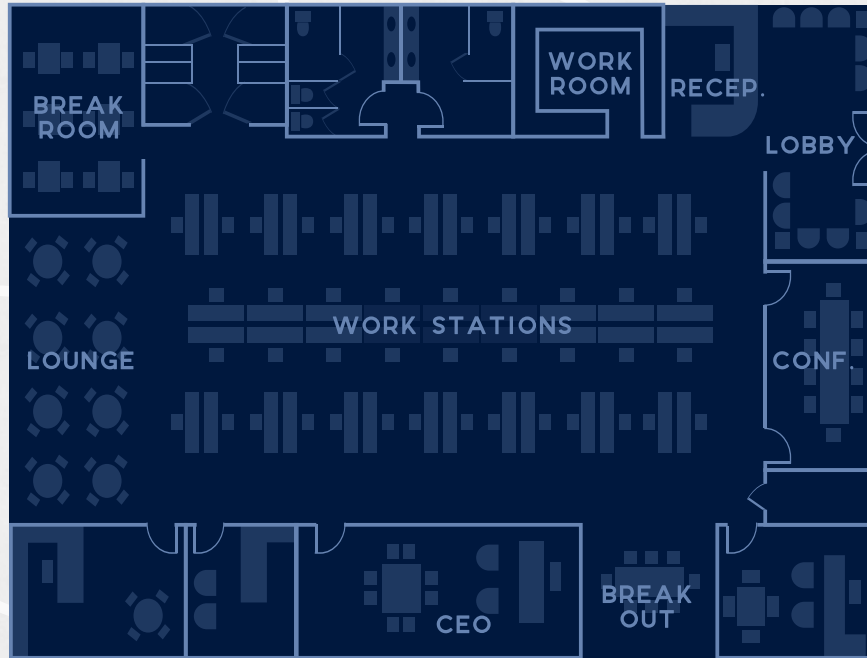 WORK
ROOM
RECEP.
BREAK
ROOM
LOBBY
WORK STATIONS
LOUNGE
CONF.
BREAK
OUT
CEO